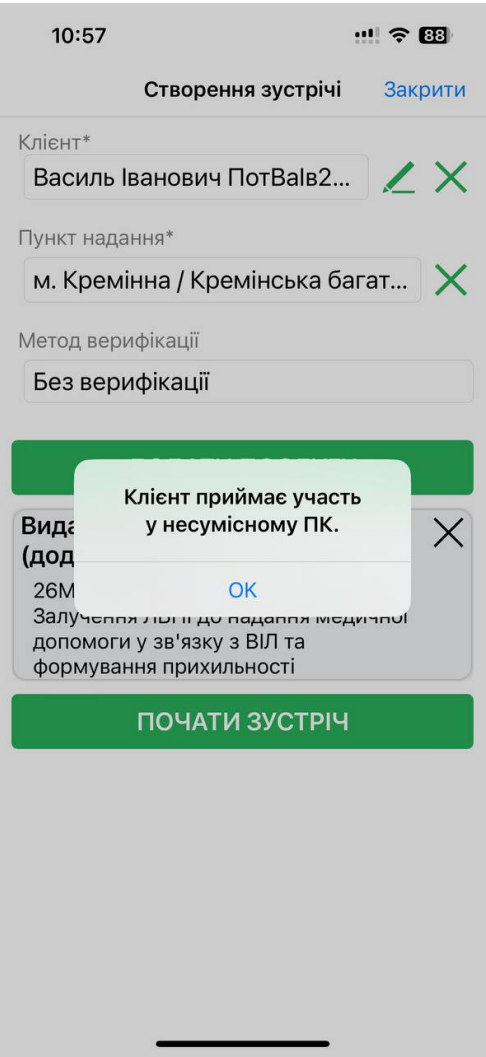 10:57
88
Створення зустрічі
Закрити
Клієнт*
Василь Іванович ПотВаІв2...
Пункт надання*
м. Кремінна / Кремінська багат...
Метод верифікації
Без верифікації
Клієнт приймає участь
у несумісному ПК.
OK
Вида
(дод
26М
Залучення ЛВНІ до надання медичної
допомоги у зв'язку з ВІЛ та
формування прихильності
ПОЧАТИ ЗУСТРІЧ